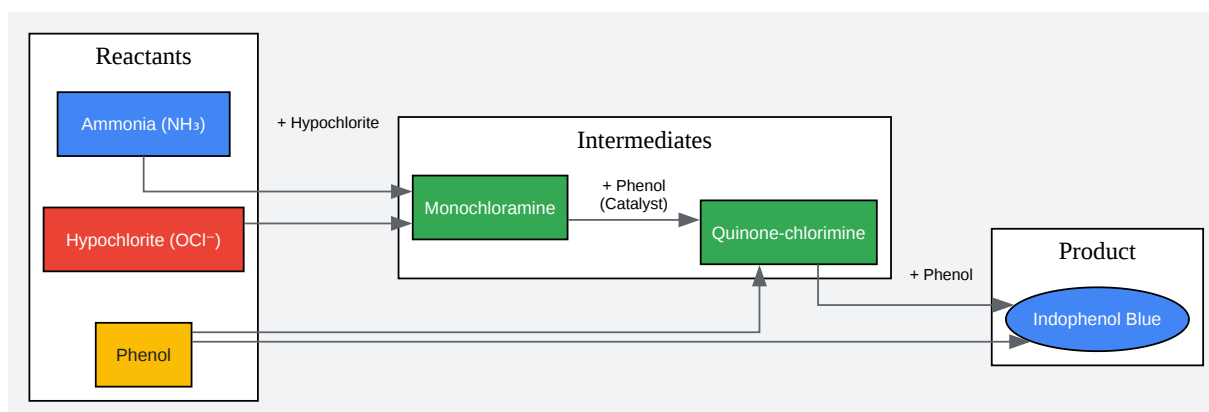 Reactants
Ammonia (NH₃)
Hypochlorite (OCl⁻)
Phenol
+ Hypochlorite
Intermediates
Monochloramine
+ Phenol
(Catalyst)
Quinone-chlorimine
+ Phenol
Product
Indophenol Blue